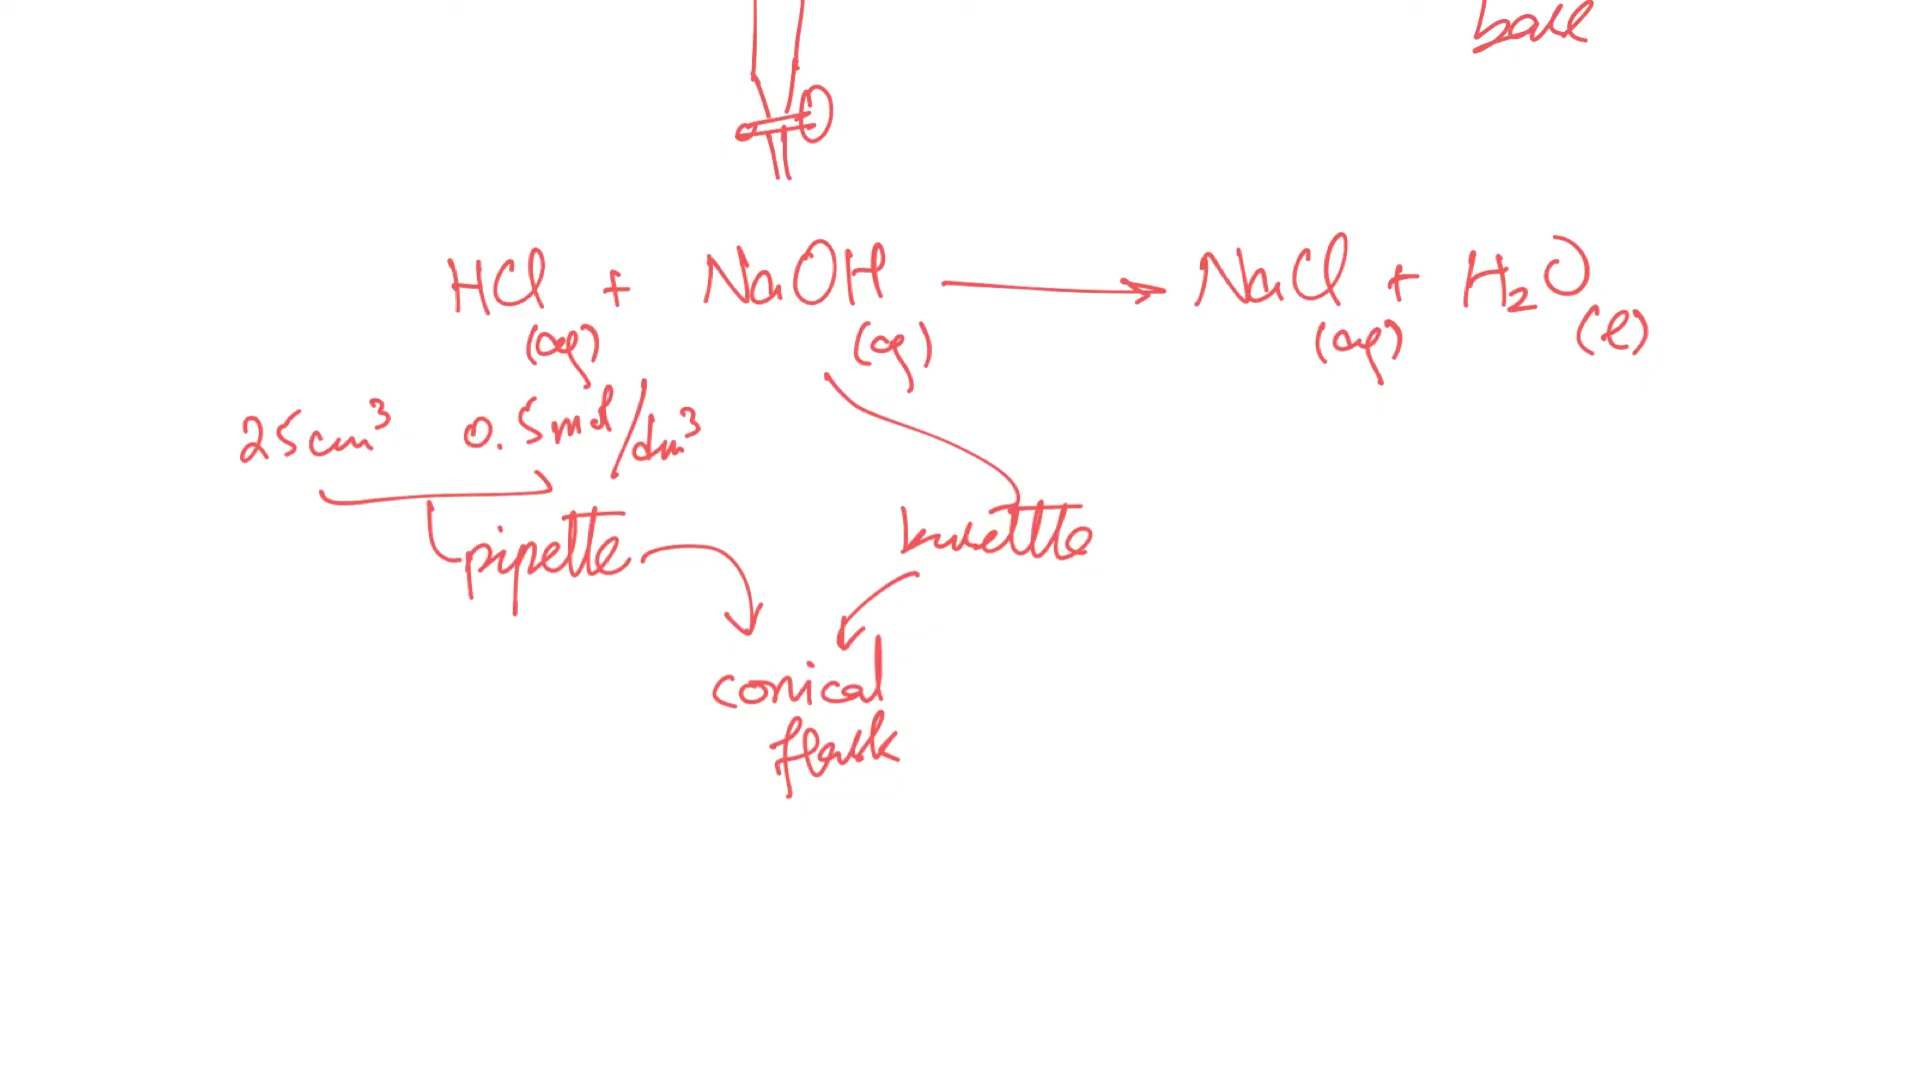 base
HCl + NaOH → NaCl + H₂O
(aq) (aq) (aq) (l)
25cm³ 0.5mol/dm³
pipette burette
conical
flask